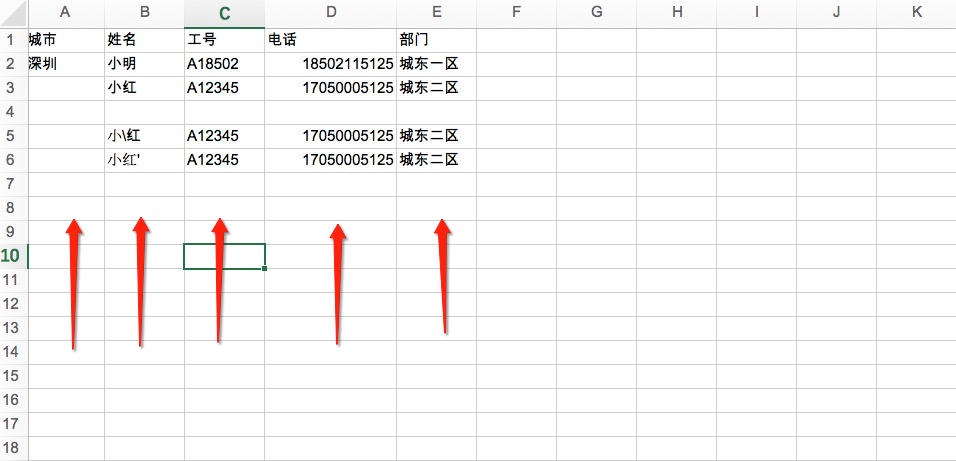 A B C D E F G H I J K
1 城市 姓名 工号 电话 部门
2 深圳 小明 A18502 18502115125 城东一区
3 小红 A12345 17050005125 城东二区
4
5 小\红 A12345 17050005125 城东二区
6 小红' A12345 17050005125 城东二区
7
8
9
10
11
12
13
14
15
16
17
18